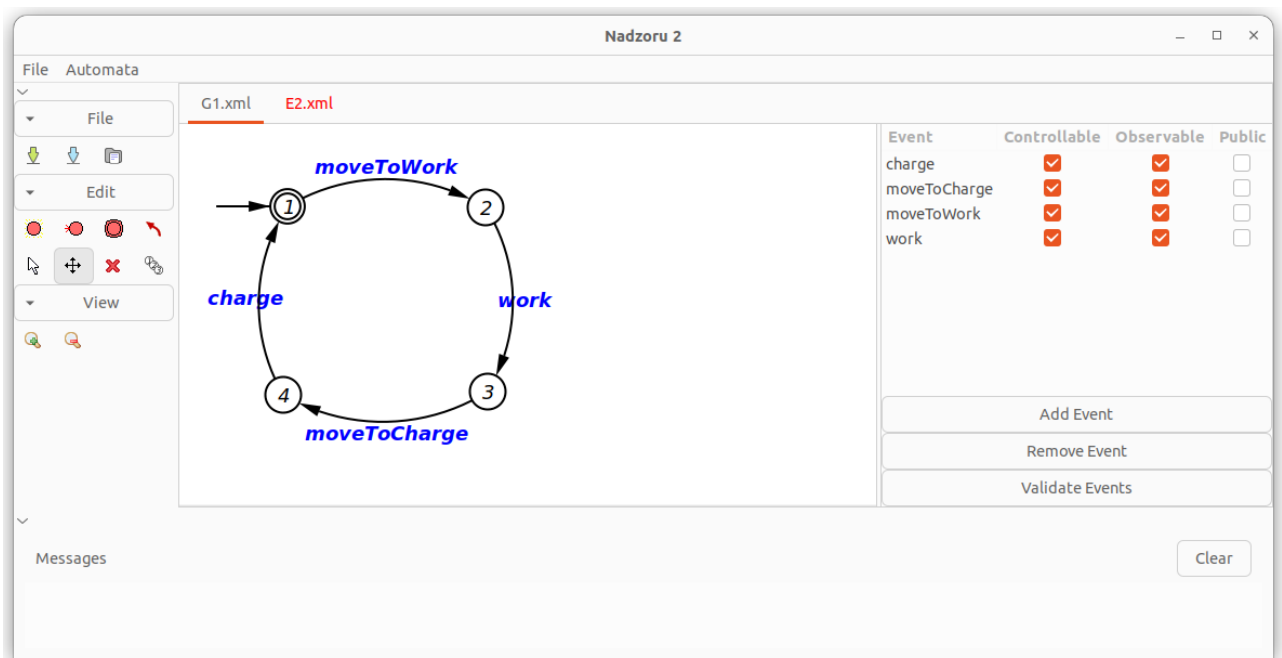 Nadzoru 2
File Automata
G1.xml E2.xml
File
Edit
View
moveToWork
1
2
charge
work
4
3
moveToCharge
Event Controllable Observable Public
charge
moveToCharge
moveToWork
work
Add Event
Remove Event
Validate Events
Messages
Clear